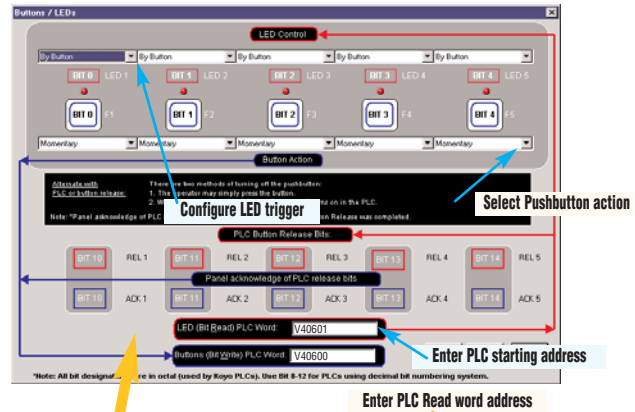 Buttons / LEDs
LED Control
By Button By Button By Button By Button By Button
BIT 0 LED 1 BIT 1 LED 2 BIT 2 LED 3 BIT 3 LED 4 BIT 4 LED 5
BIT 0 F1 BIT 1 F2 BIT 2 F3 BIT 3 F4 BIT 4 F5
Momentary Momentary Momentary Momentary Momentary
Button Action
Alternate with There are two methods of turning off the pushbutton:
PLC or button release: 1. The operator may simply press the button.
2. W ns on in the PLC.
Note: *Panel acknowledge of PLC on Release was completed.
Configure LED trigger
Select Pushbutton action
PLC Button Release Bits:
BIT 10 REL 1 BIT 11 REL 2 BIT 12 REL 3 BIT 13 REL 4 BIT 14 REL 5
Panel acknowledge of PLC release bits
BIT 10 ACK 1 BIT 11 ACK 2 BIT 12 ACK 3 BIT 13 ACK 4 BIT 14 ACK 5
LED (Bit Read) PLC Word: V40601
Buttons (Bit Write) PLC Word: V40600
Enter PLC starting address
*Note: All bit designat re in octal (used by Koyo PLCs). Use Bit 8-12 for PLCs using decimal bit numbering system.
Enter PLC Read word address